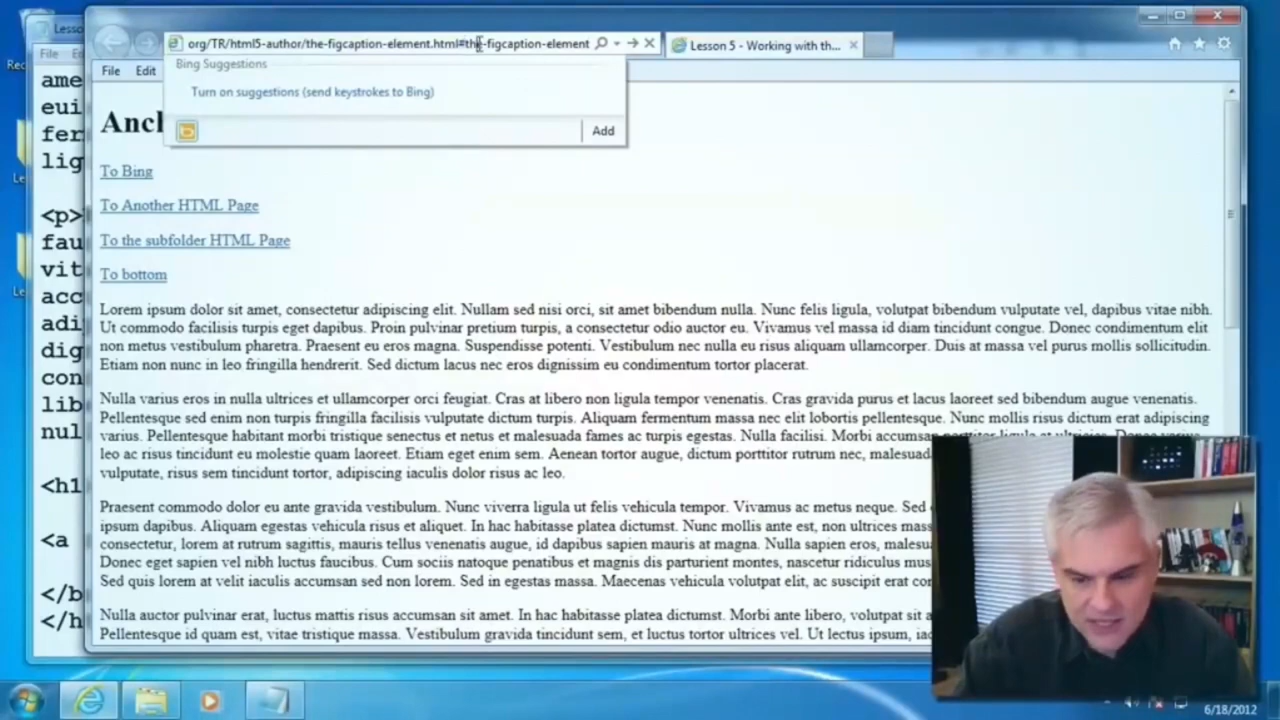 Lesson
org/TR/html5-author/the-figcaption-element.html=the-figcaption-element
Lesson 5 - Working with th...
File
File Edit
Bing Suggestions
Turn on suggestions (send keystrokes to Bing)
Add
Rec
ame
eui
fer
lig
<p>
fau
vit
acc
adi
dig
con
lib
nul
<h1
<a
</b
</h
Le
Le
Anch
To Bing
To Another HTML Page
To the subfolder HTML Page
To bottom
Lorem ipsum dolor sit amet, consectetur adipiscing elit. Nullam sed nisi orci, sit amet bibendum nulla. Nunc felis ligula, volutpat bibendum vulputate vel, dapibus vitae nihl.
Ut commodo facilisis turpis eget dapibus. Proin pulvinar pretium turpis, a consectetur odio auctor eu. Vivamus vel massa id diam tincidunt congue. Donec condimentum elit
non metus vestibulum pharetra. Praesent eu eros magna. Suspendisse potenti. Vestibulum nec nulla eu risus aliquam ullamcorper. Duis at massa vel purus mollis sollicitudin.
Etiam non nunc in leo fringilla hendrerit. Sed dictum lacus nec eros dignissim eu condimentum tortor placerat.
Nulla varius eros in nulla ultrices et ullamcorper orci feugiat. Cras at libero non ligula tempor venenatis. Cras gravida purus et lacus laoreet sed bibendum augue venenatis.
Pellentesque sed enim non turpis fringilla facilisis vulputate dictum turpis. Aliquam fermentum massa nec elit lobortis pellentesque. Nunc mollis risus dictum erat adipiscing
varius. Pellentesque habitant morbi tristique senectus et netus et malesuada fames ac turpis egestas. Nulla facilisi. Morbi accumsan porttitor ligula at ultricies. Donec varius
leo ac risus tincidunt eu molestie quam laoreet. Etiam eget enim sem. Aenean tortor augue, dictum porttitor rutrum nec, malesuada
vulputate, risus sem tincidunt tortor, adipiscing iaculis dolor risus ac leo.
Praesent commodo dolor eu ante gravida vestibulum. Nunc viverra ligula ut felis vehicula tempor. Vivamus ac metus neque. Sed
ipsum dapibus. Aliquam egestas vehicula risus et aliquet. In hac habitasse platea dictumst. Nunc mollis ante est, non ultrices mass
consectetur, lorem at rutrum sagittis, mauris tellus venenatis augue, id dapibus sapien mauris at magna. Nulla sapien eros, malesu
Donec eget sapien vel nibh luctus faucibus. Cum sociis natoque penatibus et magnis dis parturient montes, nascetur ridiculus mus
Sed quis lorem at velit iaculis accumsan sed non lorem. Sed in egestas massa. Maecenas vehicula volutpat elit, ac suscipit erat con
Nulla auctor pulvinar erat, luctus mattis risus accumsan sit amet. In hac habitasse platea dictumst. Morbi ante libero, volutpat sit a
Pellentesque id quam est, vitae tristique massa. Vestibulum gravida tincidunt sem, et luctus tortor ultrices vel. Ut lectus ipsum, iac
6/18/2012